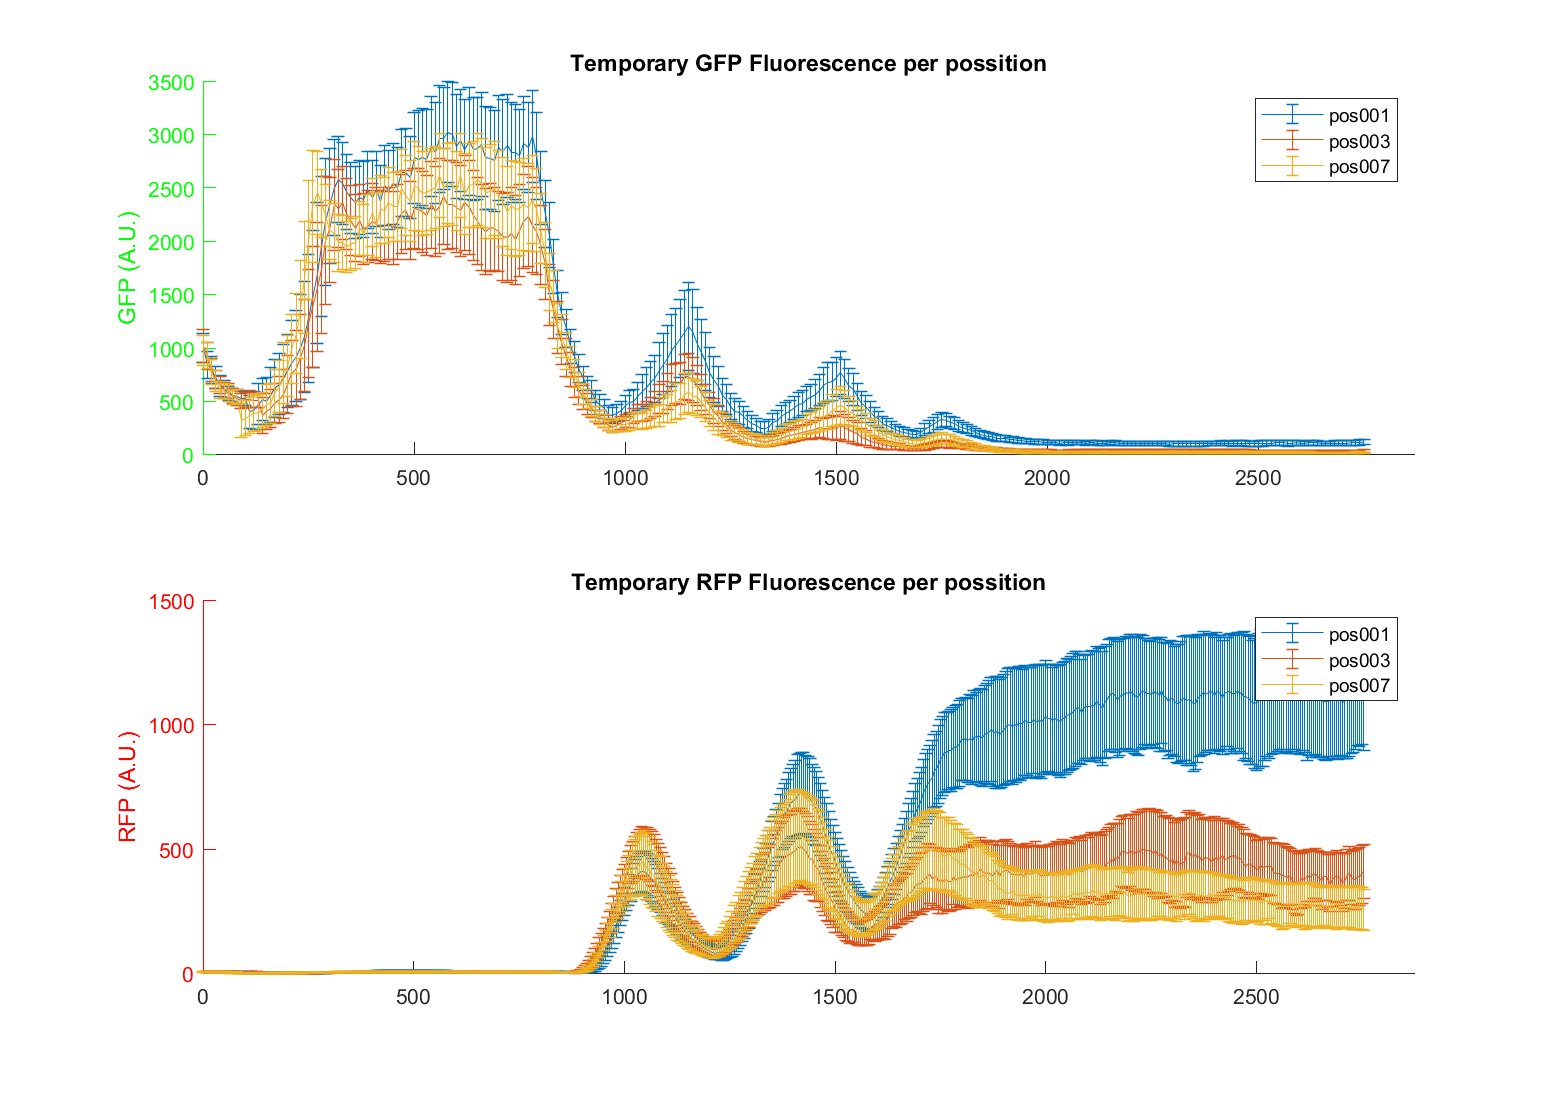 Temporary GFP Fluorescence per possition
GFP (A.U.)
3500
3000
2500
2000
1500
1000
500
0
0 500 1000 1500 2000 2500
pos001
pos003
pos007
Temporary RFP Fluorescence per possition
RFP (A.U.)
1500
1000
500
0
0 500 1000 1500 2000 2500
pos001
pos003
pos007